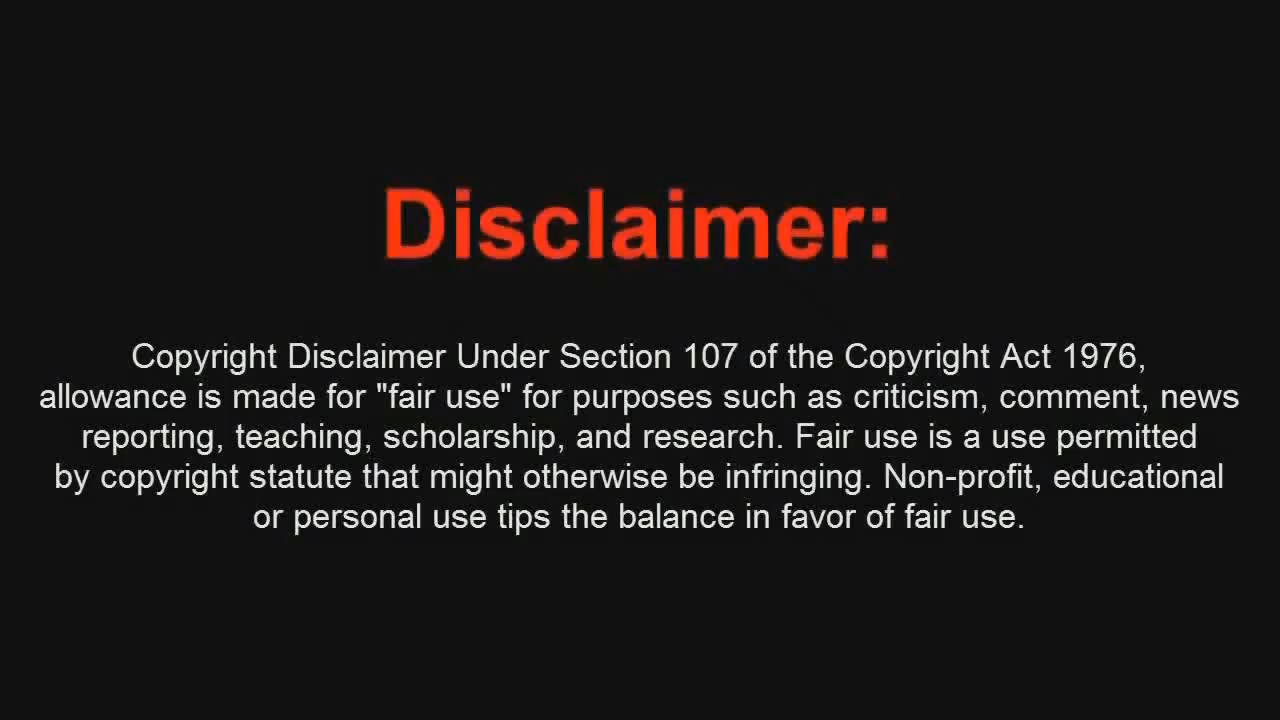 Disclaimer:
Copyright Disclaimer Under Section 107 of the Copyright Act 1976,
allowance is made for "fair use" for purposes such as criticism, comment, news
reporting, teaching, scholarship, and research. Fair use is a use permitted
by copyright statute that might otherwise be infringing. Non-profit, educational
or personal use tips the balance in favor of fair use.